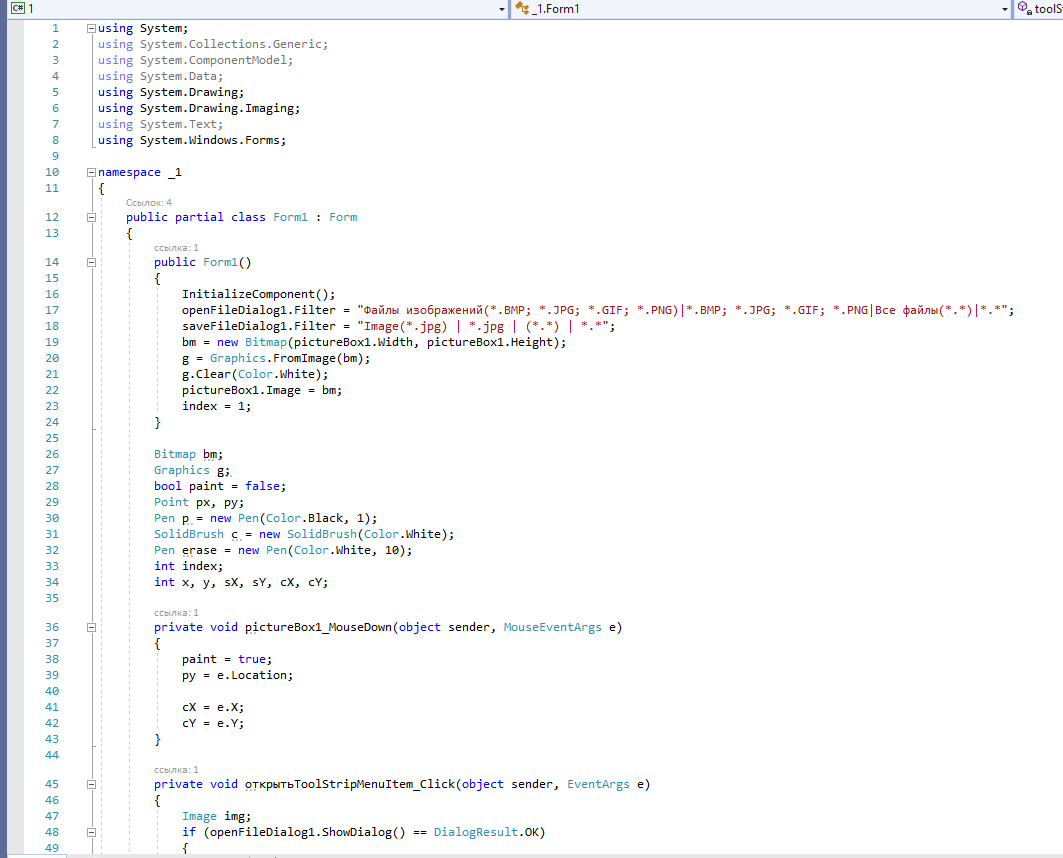 C# 1 _1.Form1 toolS
1 using System;
2 using System.Collections.Generic;
3 using System.ComponentModel;
4 using System.Data;
5 using System.Drawing;
6 using System.Drawing.Imaging;
7 using System.Text;
8 using System.Windows.Forms;
9
10 namespace _1
11 {
Ссылок: 4
12 public partial class Form1 : Form
13 {
ссылка: 1
14 public Form1()
15 {
16 InitializeComponent();
17 openFileDialog1.Filter = "Файлы изображений(*.BMP; *.JPG; *.GIF; *.PNG)|*.BMP; *.JPG; *.GIF; *.PNG|Все файлы(*.*)|*.*";
18 saveFileDialog1.Filter = "Image(*.jpg) | *.jpg | (*.*) | *.*";
19 bm = new Bitmap(pictureBox1.Width, pictureBox1.Height);
20 g = Graphics.FromImage(bm);
21 g.Clear(Color.White);
22 pictureBox1.Image = bm;
23 index = 1;
24 }
25
26 Bitmap bm;
27 Graphics g;
28 bool paint = false;
29 Point px, py;
30 Pen p = new Pen(Color.Black, 1);
31 SolidBrush c = new SolidBrush(Color.White);
32 Pen erase = new Pen(Color.White, 10);
33 int index;
34 int x, y, sX, sY, cX, cY;
35
ссылка: 1
36 private void pictureBox1_MouseDown(object sender, MouseEventArgs e)
37 {
38 paint = true;
39 py = e.Location;
40
41 cX = e.X;
42 cY = e.Y;
43 }
44
ссылка: 1
45 private void открытьToolStripMenuItem_Click(object sender, EventArgs e)
46 {
47 Image img;
48 if (openFileDialog1.ShowDialog() == DialogResult.OK)
49 {